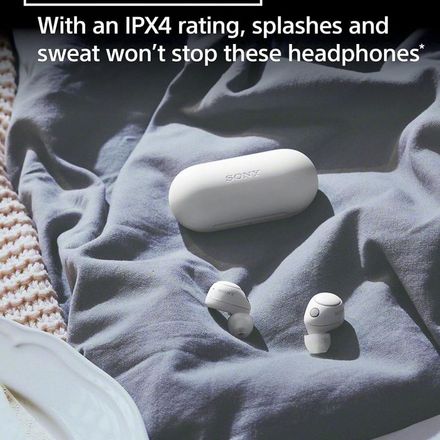 With an IPX4 rating, splashes and
sweat won't stop these headphones*
SONY